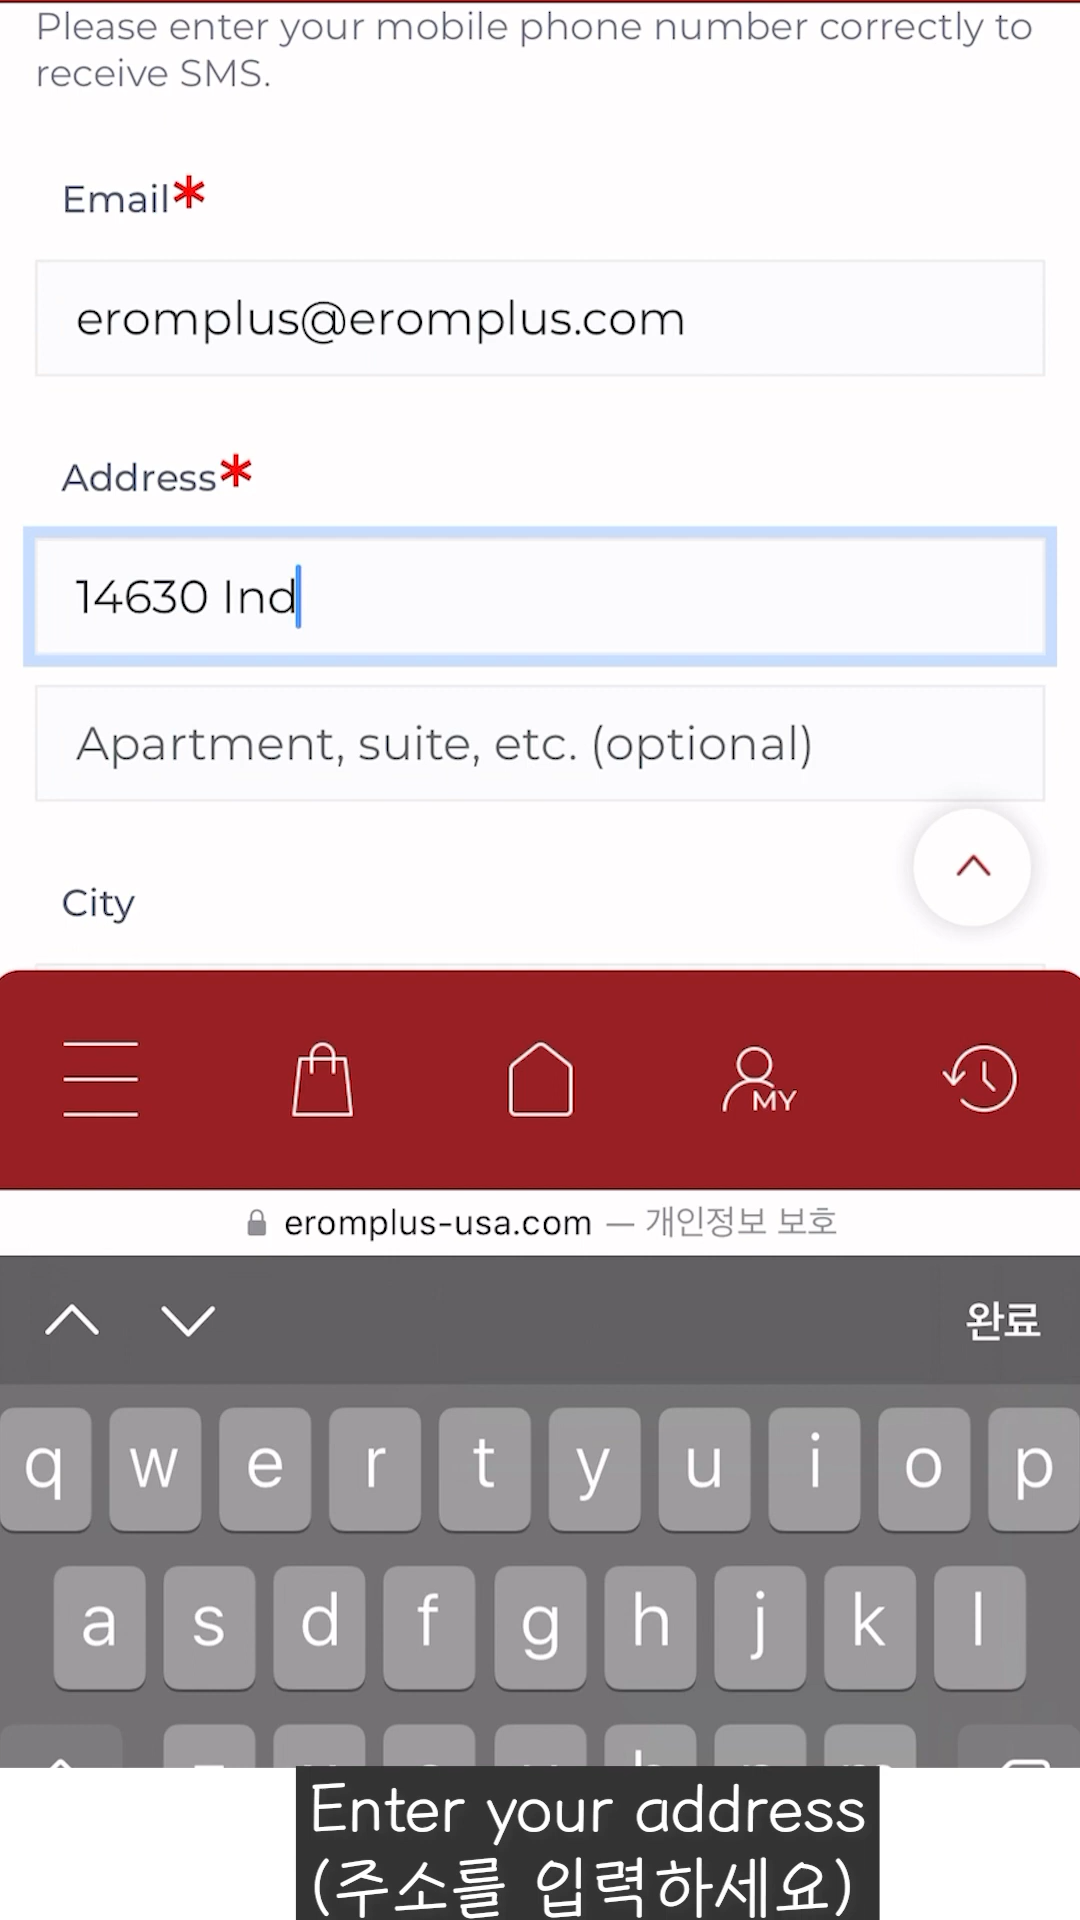 Please enter your mobile phone number correctly to
receive SMS.
Email*
eromplus@eromplus.com
Address*
14630 Ind
Apartment, suite, etc. (optional)
City
MY
eromplus-usa.com — 개인정보 보호
완료
q w e r t y u i o p
a s d f g h j k l
Enter your address
(주소를 입력하세요)